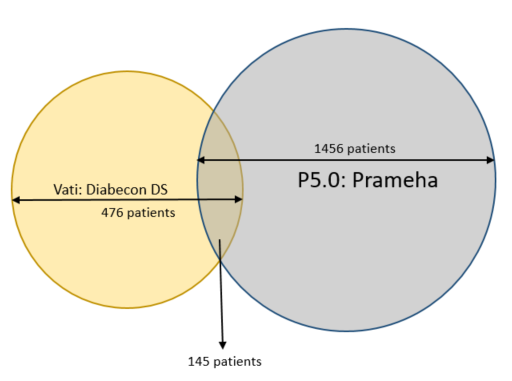 1456 patients
P5.0: Prameha
Vati: Diabecon DS
476 patients
145 patients